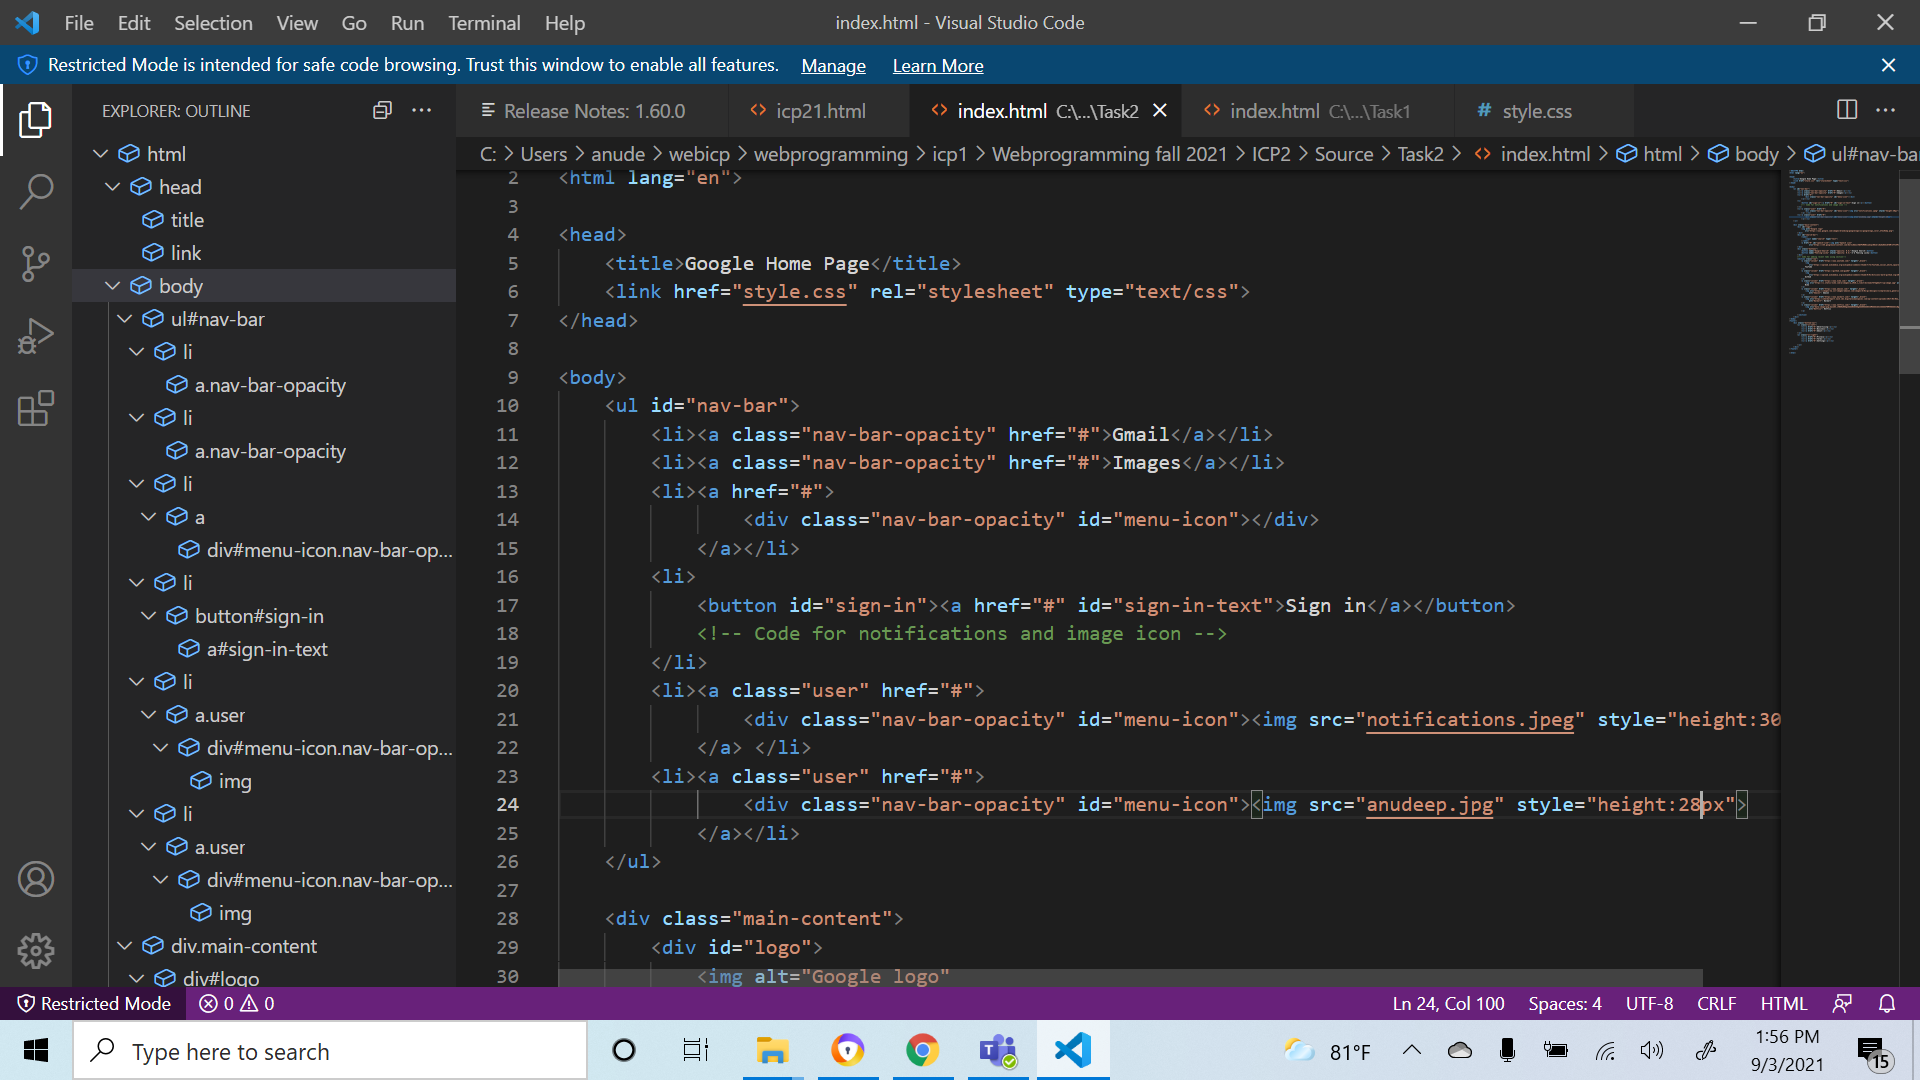 File Edit Selection View Go Run Terminal Help
index.html - Visual Studio Code
Restricted Mode is intended for safe code browsing. Trust this window to enable all features. Manage Learn More
EXPLORER: OUTLINE
html
head
title
link
body
ul#nav-bar
li
a.nav-bar-opacity
li
a.nav-bar-opacity
li
a
div#menu-icon.nav-bar-op...
li
button#sign-in
a#sign-in-text
li
a.user
div#menu-icon.nav-bar-op...
img
li
a.user
div#menu-icon.nav-bar-op...
img
div.main-content
div#logo
Release Notes: 1.60.0 icp21.html index.html C:\...\Task2 index.html C:\...\Task1 # style.css
C: > Users > anude > webicp > webprogramming > icp1 > Webprogramming fall 2021 > ICP2 > Source > Task2 > index.html > html > body > ul#nav-bar
2 <html lang="en">
3
4 <head>
5 <title>Google Home Page</title>
6 <link href="style.css" rel="stylesheet" type="text/css">
7 </head>
8
9 <body>
10 <ul id="nav-bar">
11 <li><a class="nav-bar-opacity" href="#">Gmail</a></li>
12 <li><a class="nav-bar-opacity" href="#">Images</a></li>
13 <li><a href="#">
14 <div class="nav-bar-opacity" id="menu-icon"></div>
15 </a></li>
16 <li>
17 <button id="sign-in"><a href="#" id="sign-in-text">Sign in</a></button>
18 <!-- Code for notifications and image icon -->
19 </li>
20 <li><a class="user" href="#">
21 <div class="nav-bar-opacity" id="menu-icon"><img src="notifications.jpeg" style="height:30
22 </a> </li>
23 <li><a class="user" href="#">
24 <div class="nav-bar-opacity" id="menu-icon"><img src="anudeep.jpg" style="height:28px">
25 </a></li>
26 </ul>
27
28 <div class="main-content">
29 <div id="logo">
30 <img alt="Google logo"
Restricted Mode 0 0 Ln 24, Col 100 Spaces: 4 UTF-8 CRLF HTML
Type here to search
81°F
1:56 PM
9/3/2021
15